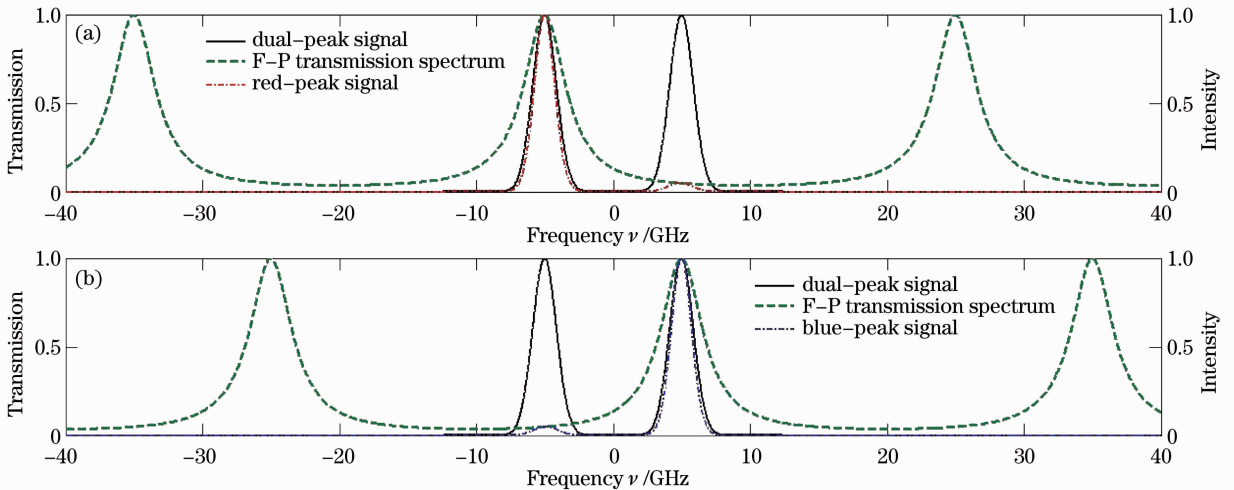 (a)
dual-peak signal
F-P transmission spectrum
red-peak signal
Transmission
Intensity
1.0
0.5
0
1.0
0.5
0
−40 −30 −20 −10 0 10 20 30 40
Frequency ν /GHz
(b)
dual-peak signal
F-P transmission spectrum
blue-peak signal
Transmission
Intensity
1.0
0.5
0
1.0
0.5
0
−40 −30 −20 −10 0 10 20 30 40
Frequency ν /GHz